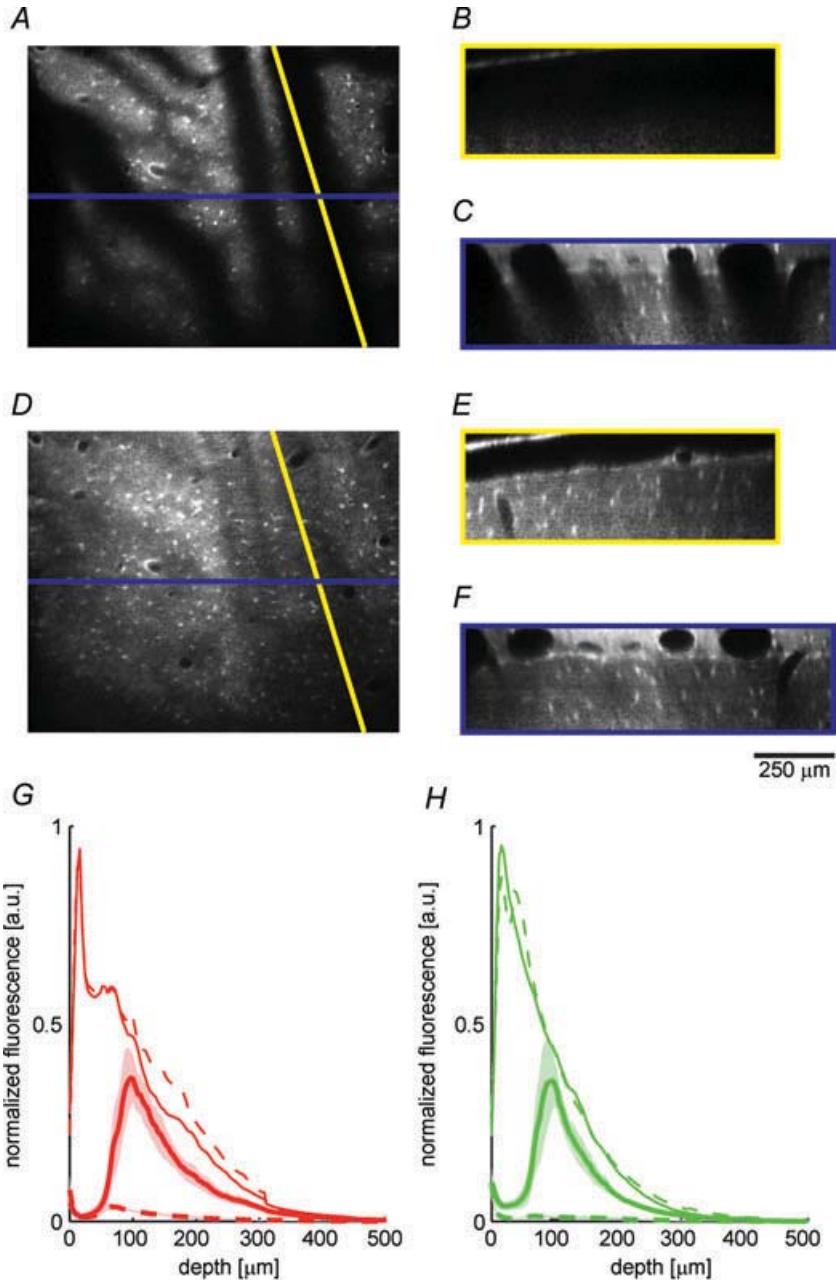 A
B
C
D
E
F
250 μm
G
H
1
0.5
0
normalized fluorescence [a.u.]
0 100 200 300 400 500
depth [μm]
1
0.5
0
normalized fluorescence [a.u.]
0 100 200 300 400 500
depth [μm]